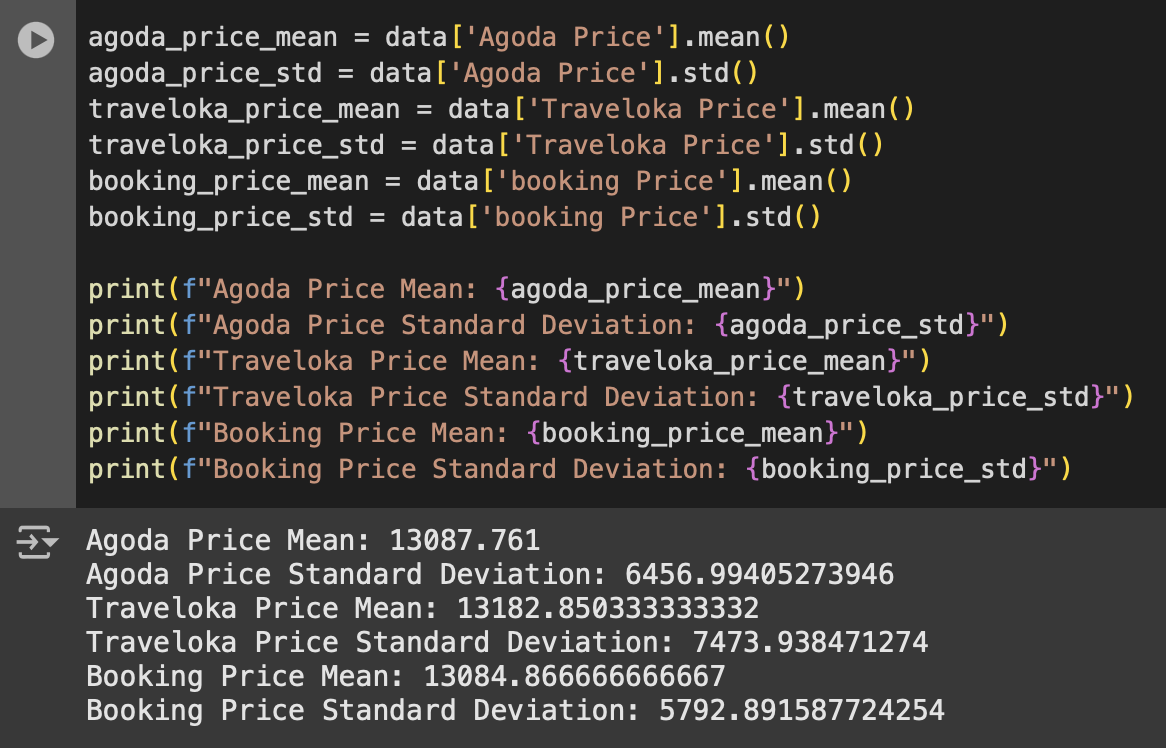 agoda_price_mean = data['Agoda Price'].mean()
agoda_price_std = data['Agoda Price'].std()
traveloka_price_mean = data['Traveloka Price'].mean()
traveloka_price_std = data['Traveloka Price'].std()
booking_price_mean = data['booking Price'].mean()
booking_price_std = data['booking Price'].std()
print(f"Agoda Price Mean: {agoda_price_mean}")
print(f"Agoda Price Standard Deviation: {agoda_price_std}")
print(f"Traveloka Price Mean: {traveloka_price_mean}")
print(f"Traveloka Price Standard Deviation: {traveloka_price_std}")
print(f"Booking Price Mean: {booking_price_mean}")
print(f"Booking Price Standard Deviation: {booking_price_std}")
Agoda Price Mean: 13087.761
Agoda Price Standard Deviation: 6456.99405273946
Traveloka Price Mean: 13182.850333333332
Traveloka Price Standard Deviation: 7473.938471274
Booking Price Mean: 13084.866666666667
Booking Price Standard Deviation: 5792.891587724254